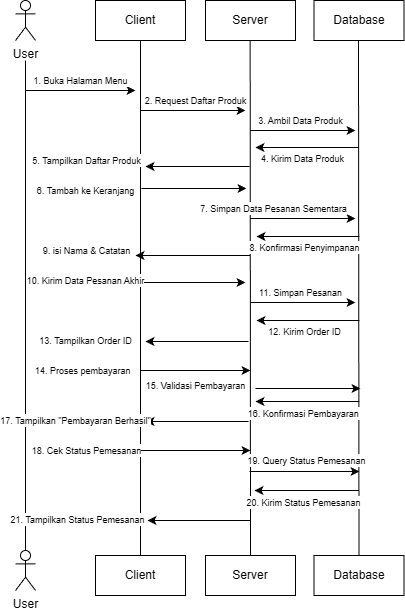 Client
Server
Database
User
1. Buka Halaman Menu
2. Request Daftar Produk
3. Ambil Data Produk
4. Kirim Data Produk
5. Tampilkan Daftar Produk
6. Tambah ke Keranjang
7. Simpan Data Pesanan Sementara
8. Konfirmasi Penyimpanan
9. isi Nama & Catatan
10. Kirim Data Pesanan Akhir
11. Simpan Pesanan
12. Kirim Order ID
13. Tampilkan Order ID
14. Proses pembayaran
15. Validasi Pembayaran
16. Konfirmasi Pembayaran
17. Tampilkan "Pembayaran Berhasil"
18. Cek Status Pemesanan
19. Query Status Pemesanan
20. Kirim Status Pemesanan
21. Tampilkan Status Pemesanan
Client
Server
Database
User